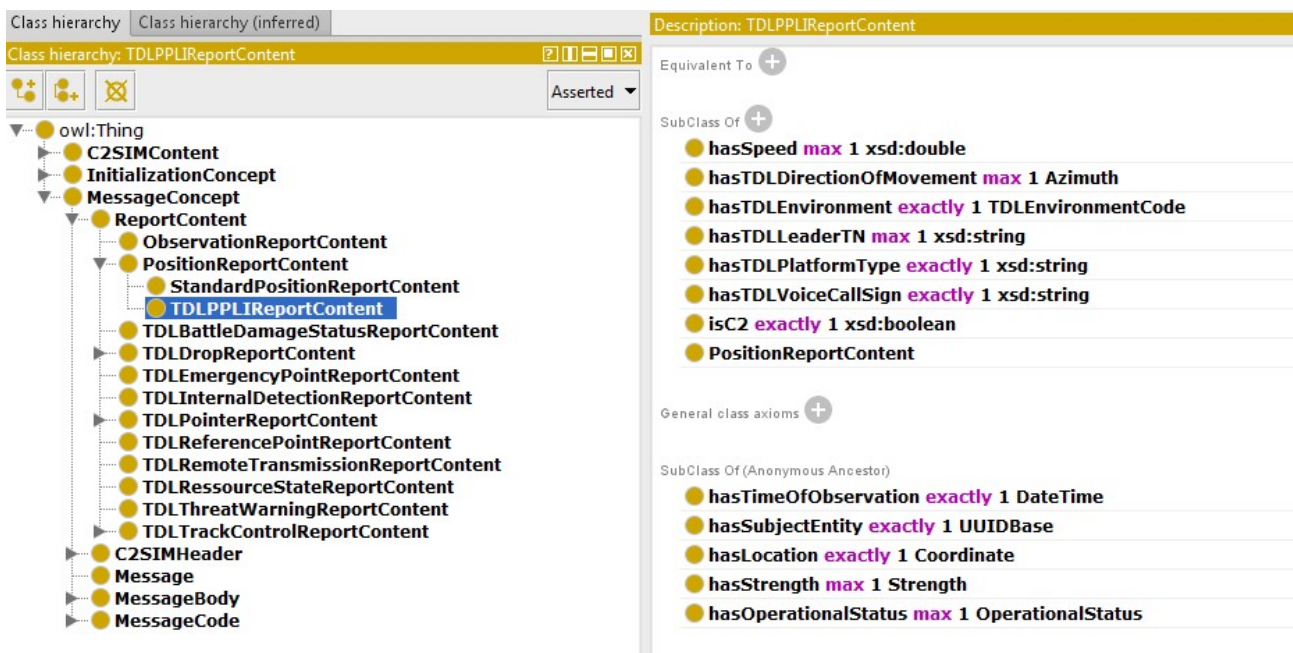 Class hierarchy Class hierarchy (inferred)
Class hierarchy: TDLPPLIReportContent
Asserted
owl:Thing
C2SIMContent
InitializationConcept
MessageConcept
ReportContent
ObservationReportContent
PositionReportContent
StandardPositionReportContent
TDLPPLIReportContent
TDLBattleDamageStatusReportContent
TDLDropReportContent
TDLEmergencyPointReportContent
TDLInternalDetectionReportContent
TDLPointerReportContent
TDLReferencePointReportContent
TDLRemoteTransmissionReportContent
TDLRessourceStateReportContent
TDLThreatWarningReportContent
TDLTrackControlReportContent
C2SIMHeader
Message
MessageBody
MessageCode
Description: TDLPPLIReportContent
Equivalent To
SubClass Of
hasSpeed max 1 xsd:double
hasTDLDirectionOfMovement max 1 Azimuth
hasTDLEnvironment exactly 1 TDLEnvironmentCode
hasTDLLeaderTN max 1 xsd:string
hasTDLPlatformType exactly 1 xsd:string
hasTDLVoiceCallSign exactly 1 xsd:string
isC2 exactly 1 xsd:boolean
PositionReportContent
General class axioms
SubClass Of (Anonymous Ancestor)
hasTimeOfObservation exactly 1 DateTime
hasSubjectEntity exactly 1 UUIDBase
hasLocation exactly 1 Coordinate
hasStrength max 1 Strength
hasOperationalStatus max 1 OperationalStatus